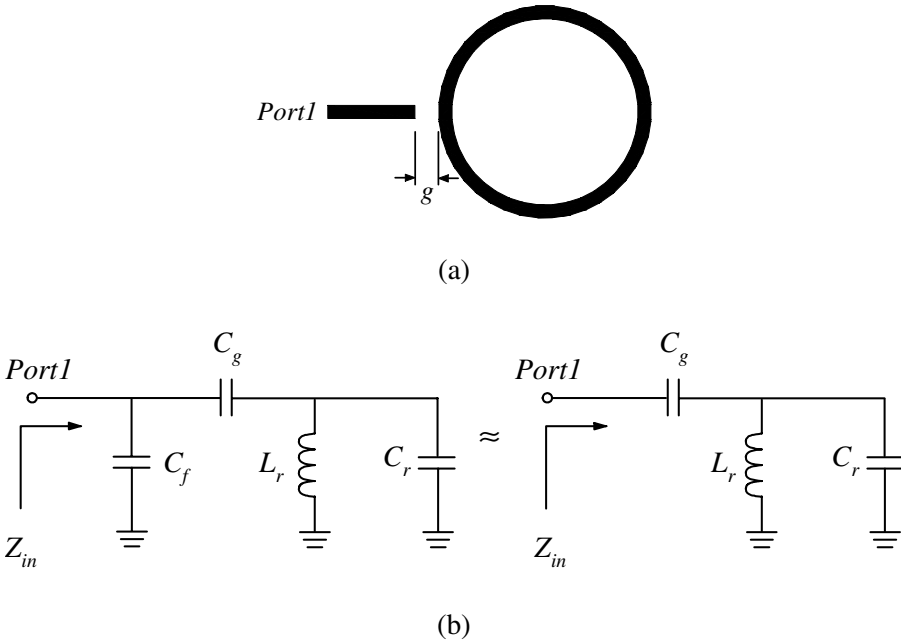 Port1
g
(a)
C_g C_g
Port1 Port1
≈
C_f L_r C_r L_r C_r
Z_in Z_in
(b)